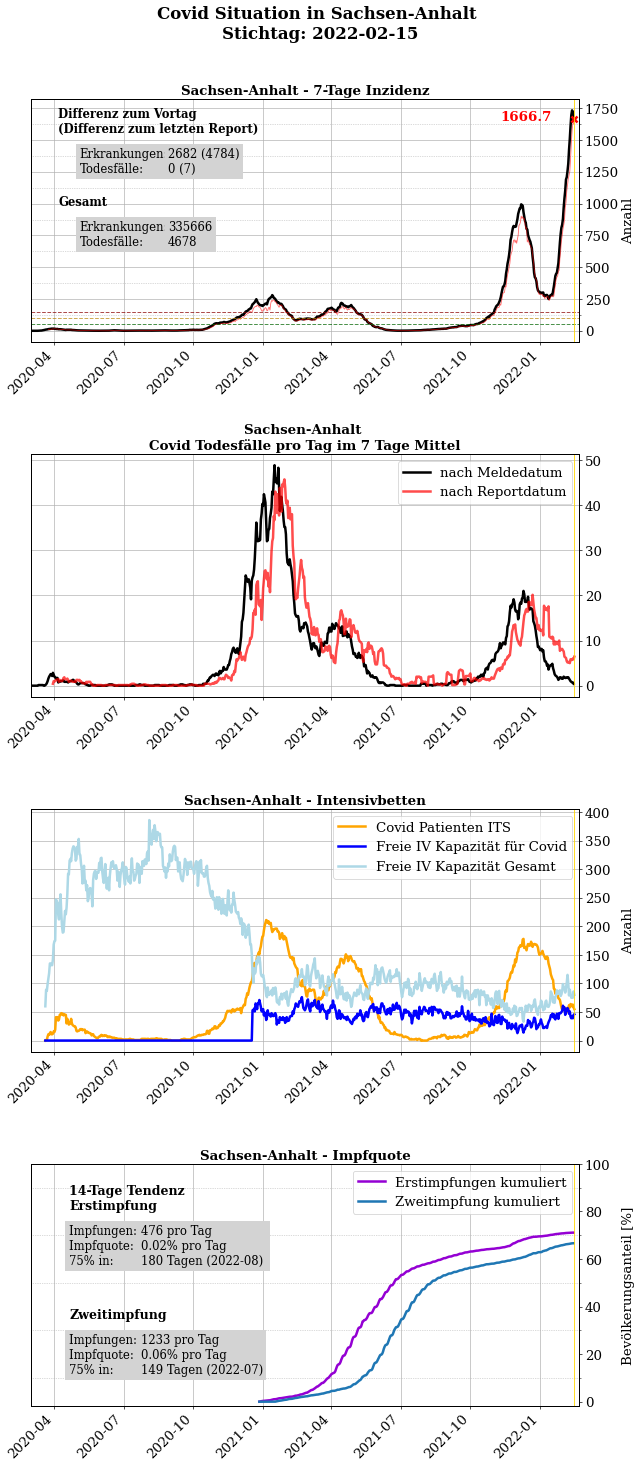 Covid Situation in Sachsen-Anhalt
Stichtag: 2022-02-15
Sachsen-Anhalt - 7-Tage Inzidenz
Differenz zum Vortag
(Differenz zum letzten Report)
Erkrankungen 2682 (4784)
Todesfälle: 0 (7)
Gesamt
Erkrankungen 335666
Todesfälle: 4678
1666.7
1750
1500
1250
1000
750
500
250
0
Anzahl
2020-04
2020-07
2020-10
2021-01
2021-04
2021-07
2021-10
2022-01
Sachsen-Anhalt
Covid Todesfälle pro Tag im 7 Tage Mittel
nach Meldedatum
nach Reportdatum
50
40
30
20
10
0
2020-04
2020-07
2020-10
2021-01
2021-04
2021-07
2021-10
2022-01
Sachsen-Anhalt - Intensivbetten
Covid Patienten ITS
Freie IV Kapazität für Covid
Freie IV Kapazität Gesamt
400
350
300
250
200
150
100
50
0
Anzahl
2020-04
2020-07
2020-10
2021-01
2021-04
2021-07
2021-10
2022-01
Sachsen-Anhalt - Impfquote
14-Tage Tendenz
Erstimpfung
Impfungen: 476 pro Tag
Impfquote: 0.02% pro Tag
75% in: 180 Tagen (2022-08)
Zweitimpfung
Impfungen: 1233 pro Tag
Impfquote: 0.06% pro Tag
75% in: 149 Tagen (2022-07)
Erstimpfungen kumuliert
Zweitimpfung kumuliert
100
80
60
40
20
0
Bevölkerungsanteil [%]
2020-04
2020-07
2020-10
2021-01
2021-04
2021-07
2021-10
2022-01